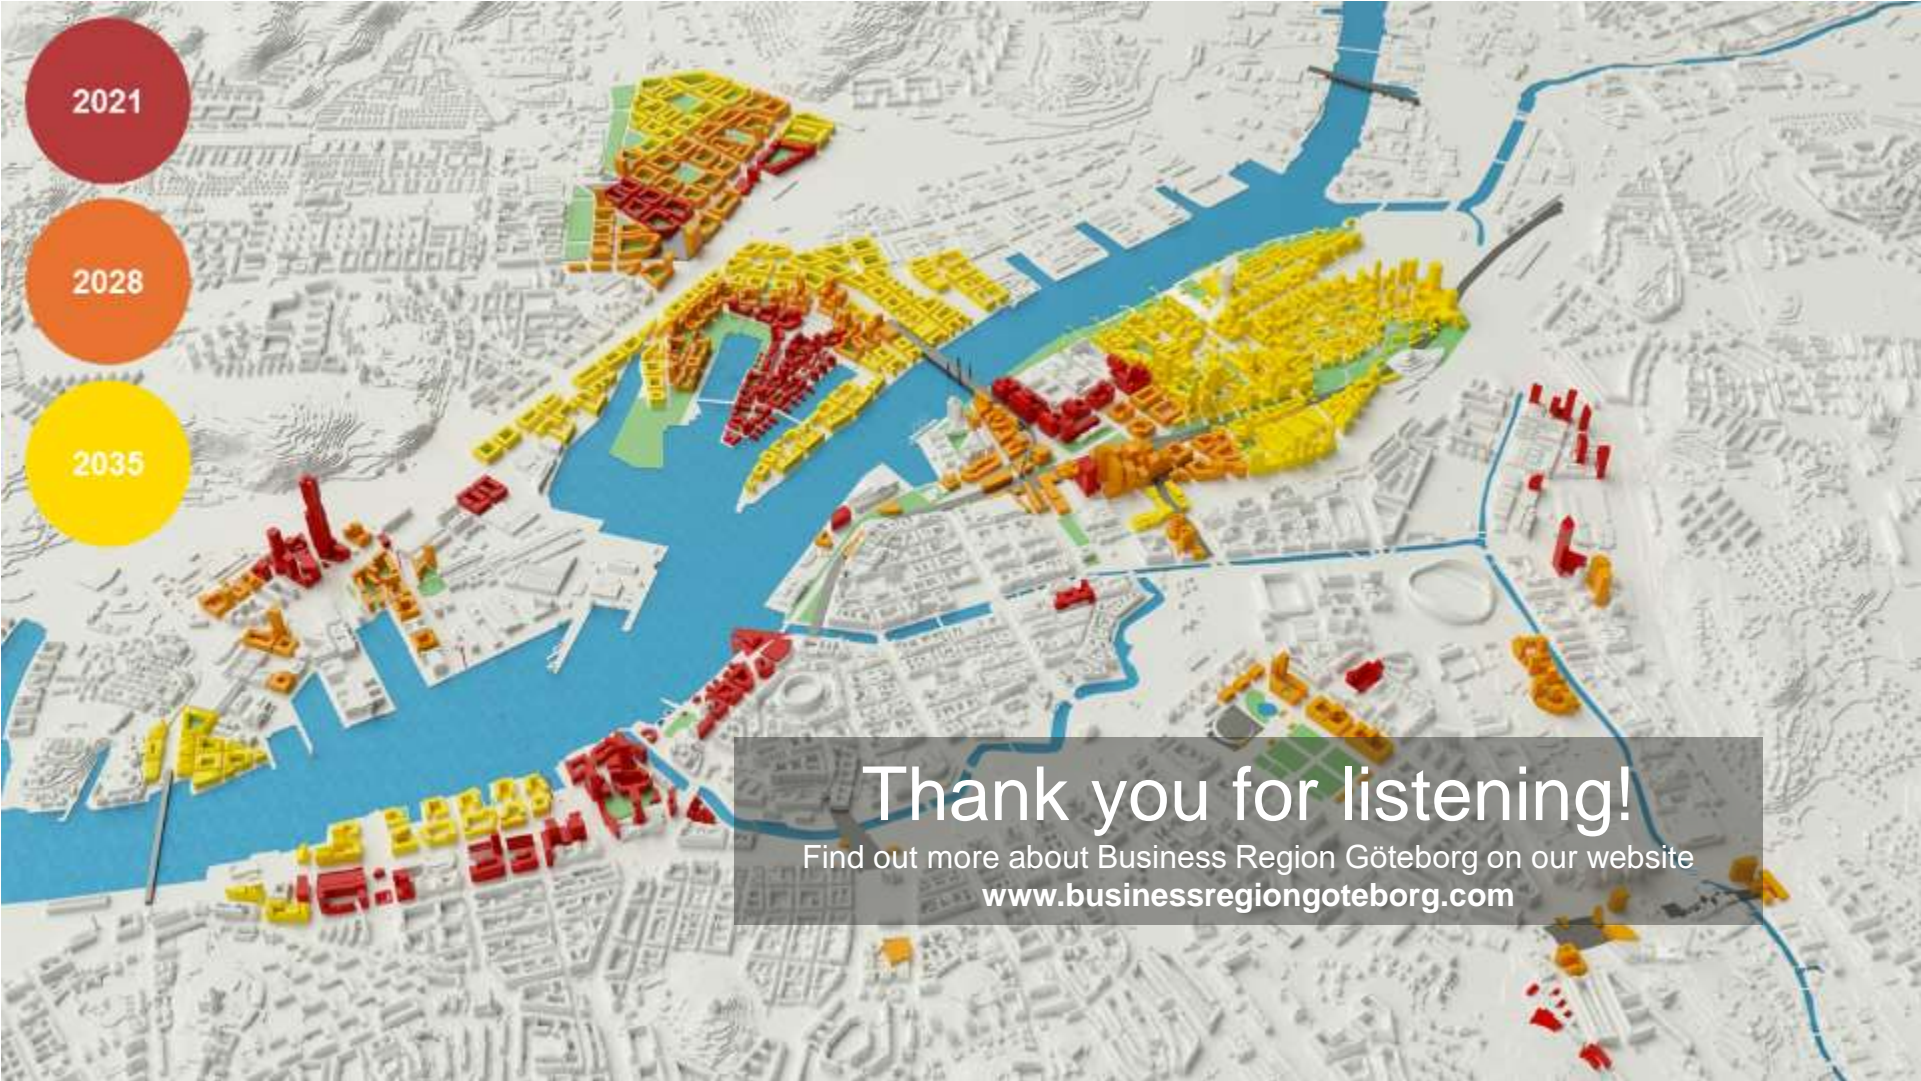 2021
2028
2035
Thank you for listening!
Find out more about Business Region Göteborg on our website
www.businessregiongoteborg.com